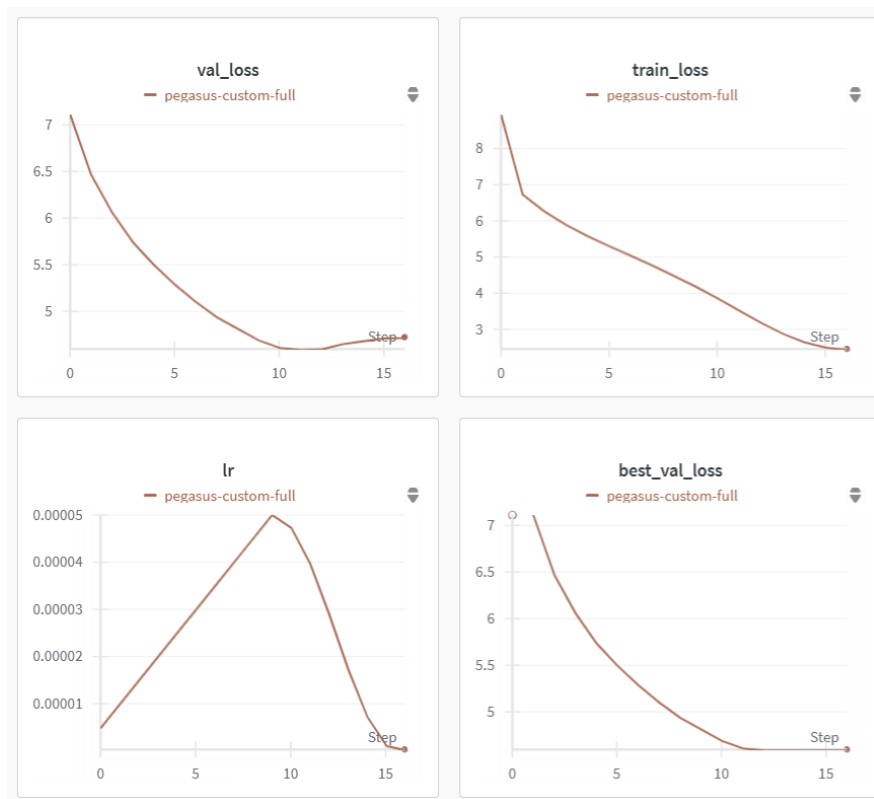 val_loss
pegasus-custom-full
7
6.5
6
5.5
5
Step
0 5 10 15
train_loss
pegasus-custom-full
8
7
6
5
4
3
Step
0 5 10 15
lr
pegasus-custom-full
0.00005
0.00004
0.00003
0.00002
0.00001
Step
0 5 10 15
best_val_loss
pegasus-custom-full
7
6.5
6
5.5
5
Step
0 5 10 15